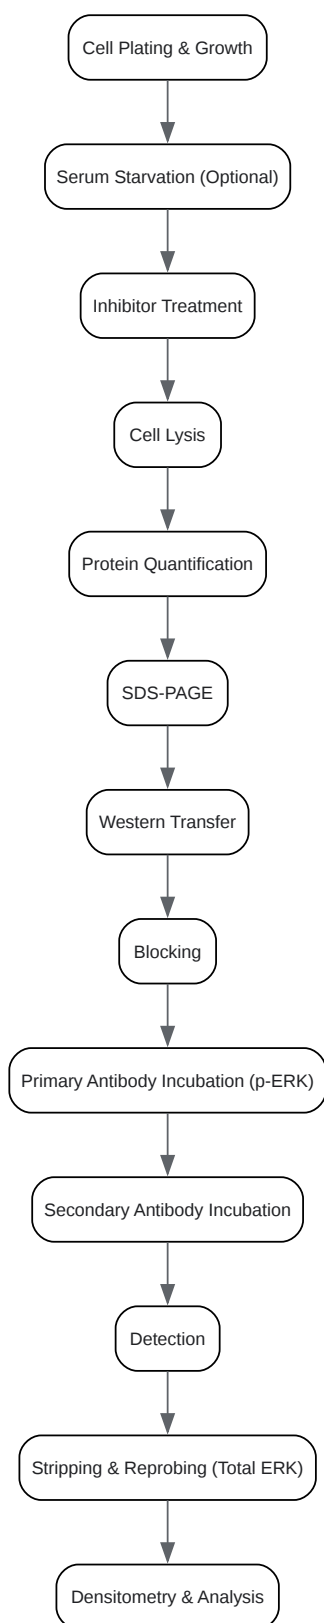 Cell Plating & Growth
Serum Starvation (Optional)
Inhibitor Treatment
Cell Lysis
Protein Quantification
SDS-PAGE
Western Transfer
Blocking
Primary Antibody Incubation (p-ERK)
Secondary Antibody Incubation
Detection
Stripping & Reprobing (Total ERK)
Densitometry & Analysis